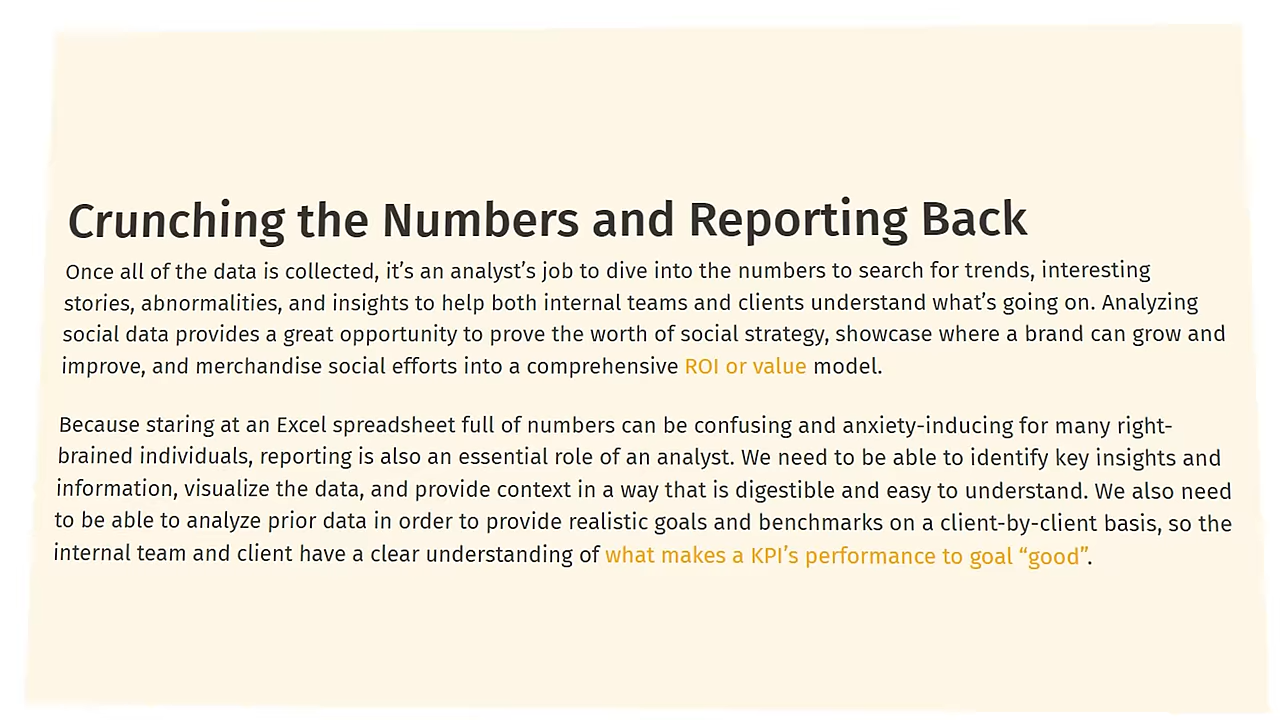 Crunching the Numbers and Reporting Back
Once all of the data is collected, it’s an analyst’s job to dive into the numbers to search for trends, interesting
stories, abnormalities, and insights to help both internal teams and clients understand what’s going on. Analyzing
social data provides a great opportunity to prove the worth of social strategy, showcase where a brand can grow and
improve, and merchandise social efforts into a comprehensive ROI or value model.
Because staring at an Excel spreadsheet full of numbers can be confusing and anxiety-inducing for many right-
brained individuals, reporting is also an essential role of an analyst. We need to be able to identify key insights and
information, visualize the data, and provide context in a way that is digestible and easy to understand. We also need
to be able to analyze prior data in order to provide realistic goals and benchmarks on a client-by-client basis, so the
internal team and client have a clear understanding of what makes a KPI’s performance to goal “good”.